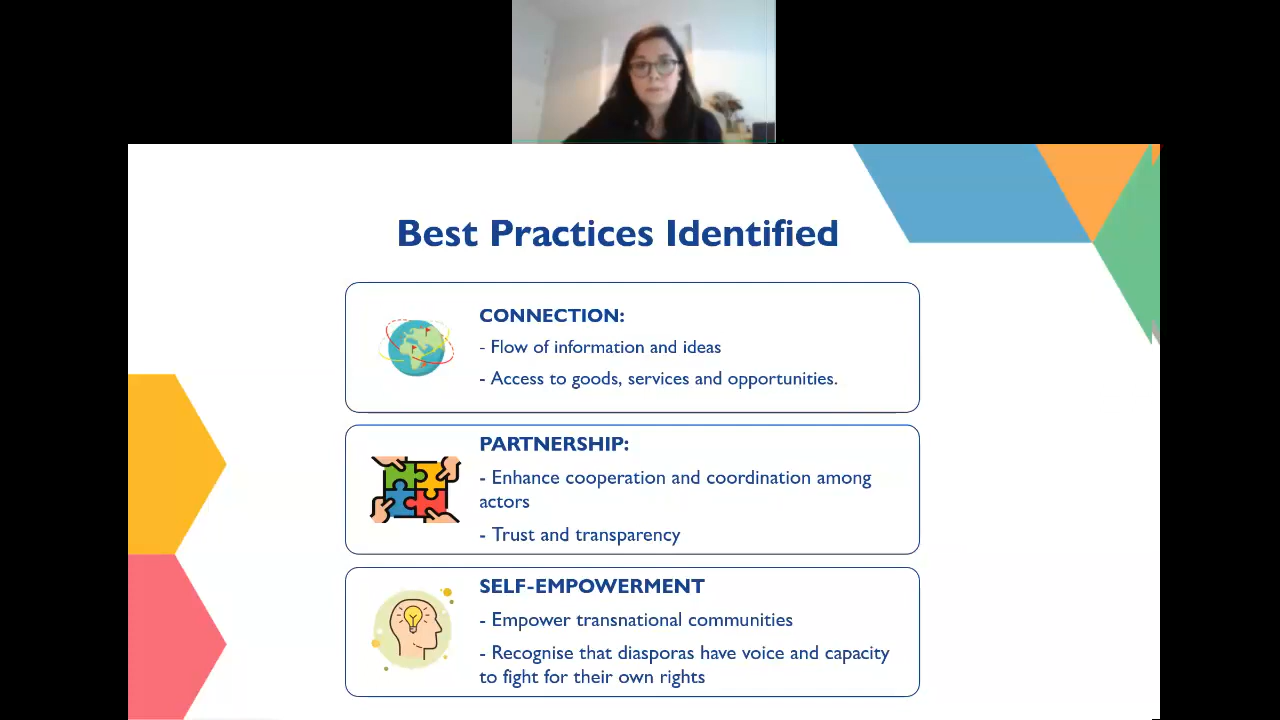 Best Practices Identified
CONNECTION:
- Flow of information and ideas
- Access to goods, services and opportunities.
PARTNERSHIP:
- Enhance cooperation and coordination among
actors
- Trust and transparency
SELF-EMPOWERMENT
- Empower transnational communities
- Recognise that diasporas have voice and capacity
to fight for their own rights